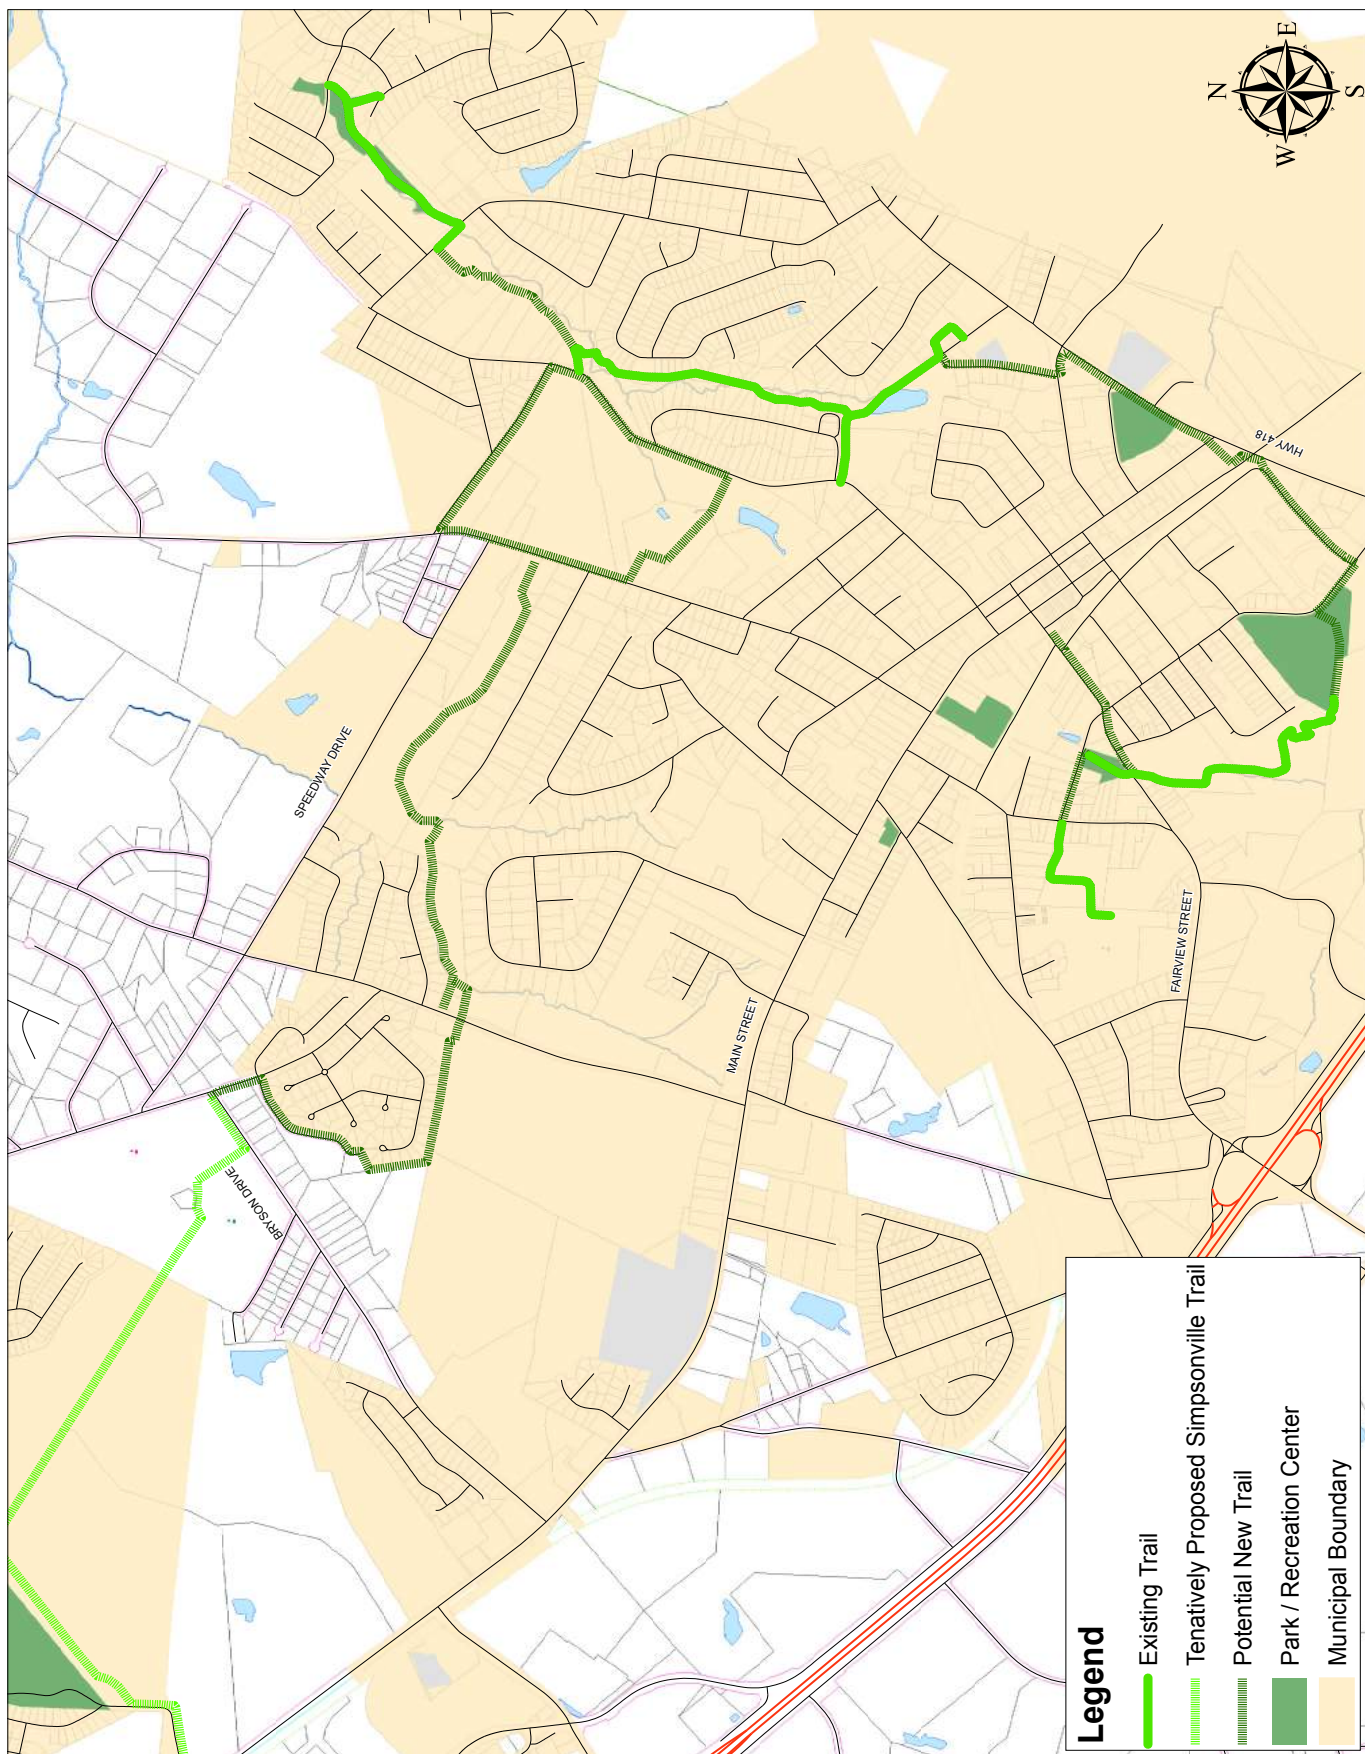 N
E
W
S
HWY 418
SPEEDWAY DRIVE
FAIRVIEW STREET
MAIN STREET
BRYSON DRIVE
Legend
Existing Trail
Tenatively Proposed Simpsonville Trail
Potential New Trail
Park / Recreation Center
Municipal Boundary